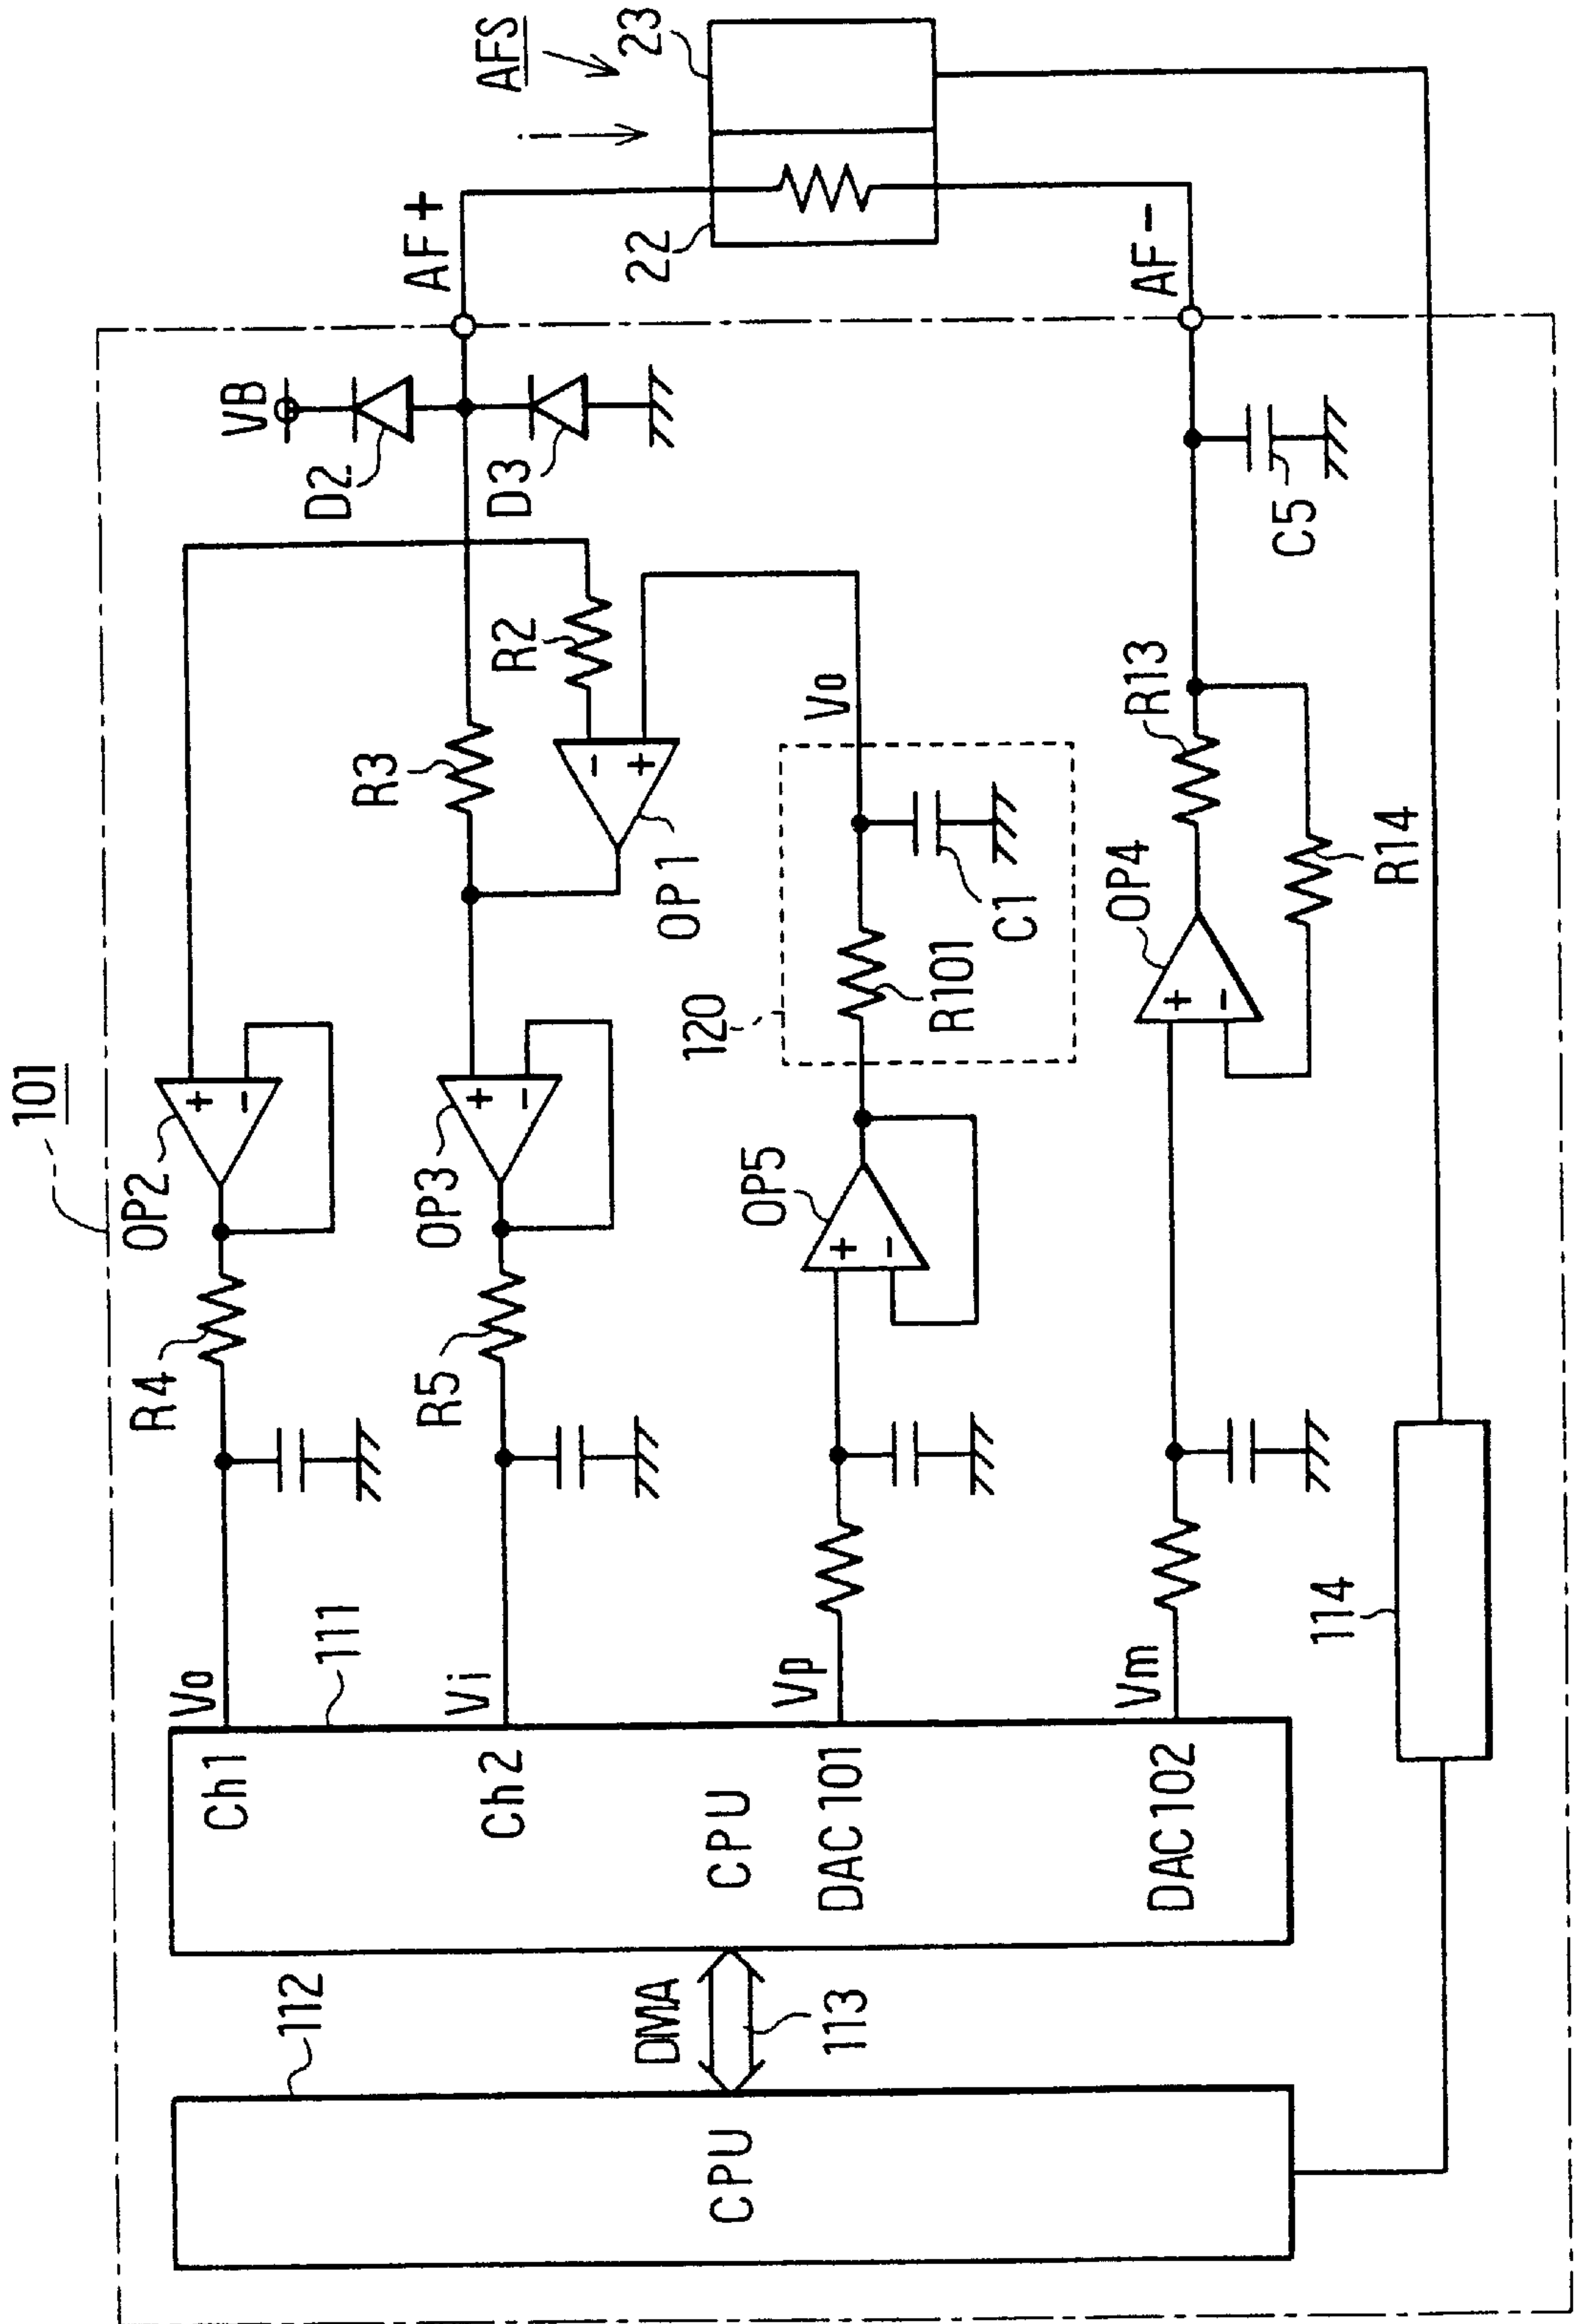 101
AFS
i
23
22
AF+
AF-
VB
D2
D3
R2
R3
OP1
OP2
OP3
R4
R5
120
Vo
R101
C1
OP5
OP4
R13
R14
C5
111
Vo
Vi
Vp
Vm
Ch1
Ch2
CPU
DAC101
DAC102
114
112
DMA
113
CPU
+
-
+
-
+
-
+
-
+
-